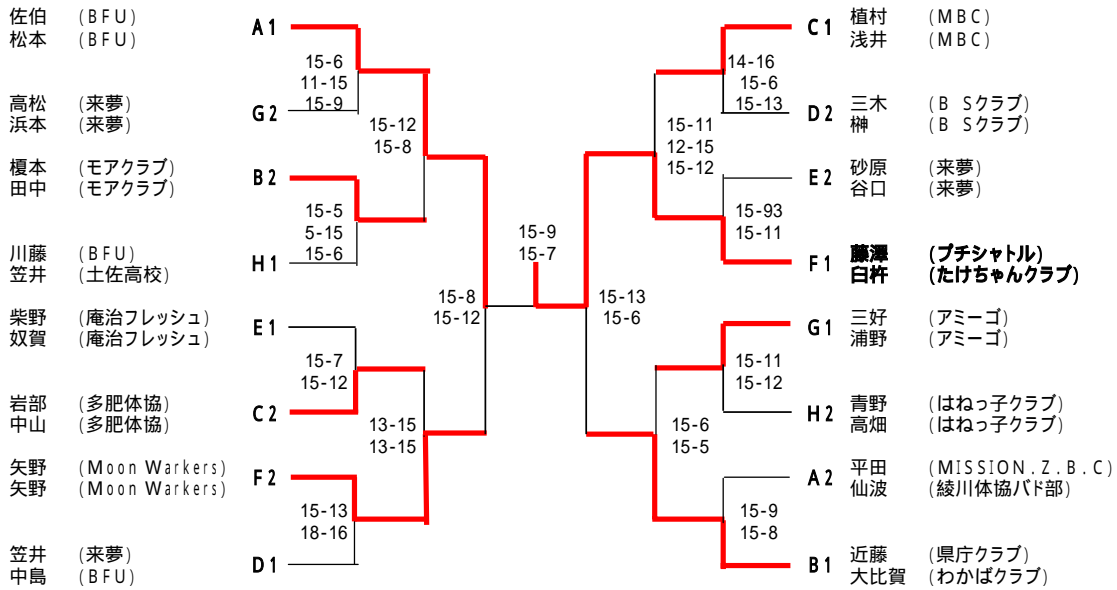 佐伯 (BFU)
松本 (BFU)
A1
15-6
11-15
15-9
高松 (来夢)
浜本 (来夢)
G2
15-12
15-8
榎本 (モアクラブ)
田中 (モアクラブ)
B2
15-5
5-15
15-6
川藤 (BFU)
笠井 (土佐高校)
H1
15-8
15-12
柴野 (庵治フレッシュ)
奴賀 (庵治フレッシュ)
E1
15-7
15-12
岩部 (多肥体協)
中山 (多肥体協)
C2
13-15
13-15
矢野 (Moon Warkers)
矢野 (Moon Warkers)
F2
15-13
18-16
笠井 (来夢)
中島 (BFU)
D1
15-9
15-7
C1
植村 (MBC)
浅井 (MBC)
14-16
15-6
15-13
D2
三木 (B Sクラブ)
榊 (B Sクラブ)
15-11
12-15
15-12
E2
砂原 (来夢)
谷口 (来夢)
15-93
15-11
F1
藤澤 (プチシャトル)
臼杵 (たけちゃんクラブ)
15-13
15-6
G1
三好 (アミーゴ)
浦野 (アミーゴ)
15-11
15-12
H2
青野 (はねっ子クラブ)
高畑 (はねっ子クラブ)
15-6
15-5
A2
平田 (MISSION.Z.B.C)
仙波 (綾川体協バド部)
15-9
15-8
B1
近藤 (県庁クラブ)
大比賀 (わかばクラブ)